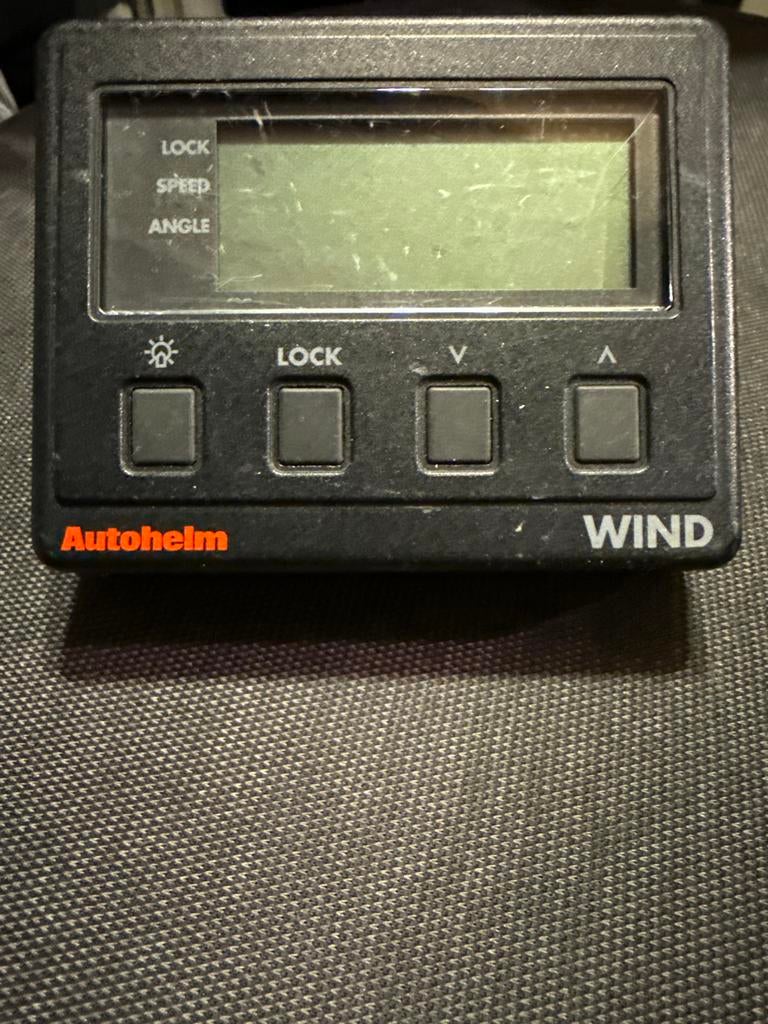 LOCK
SPEED
ANGLE
LOCK V Λ
Autohelm WIND